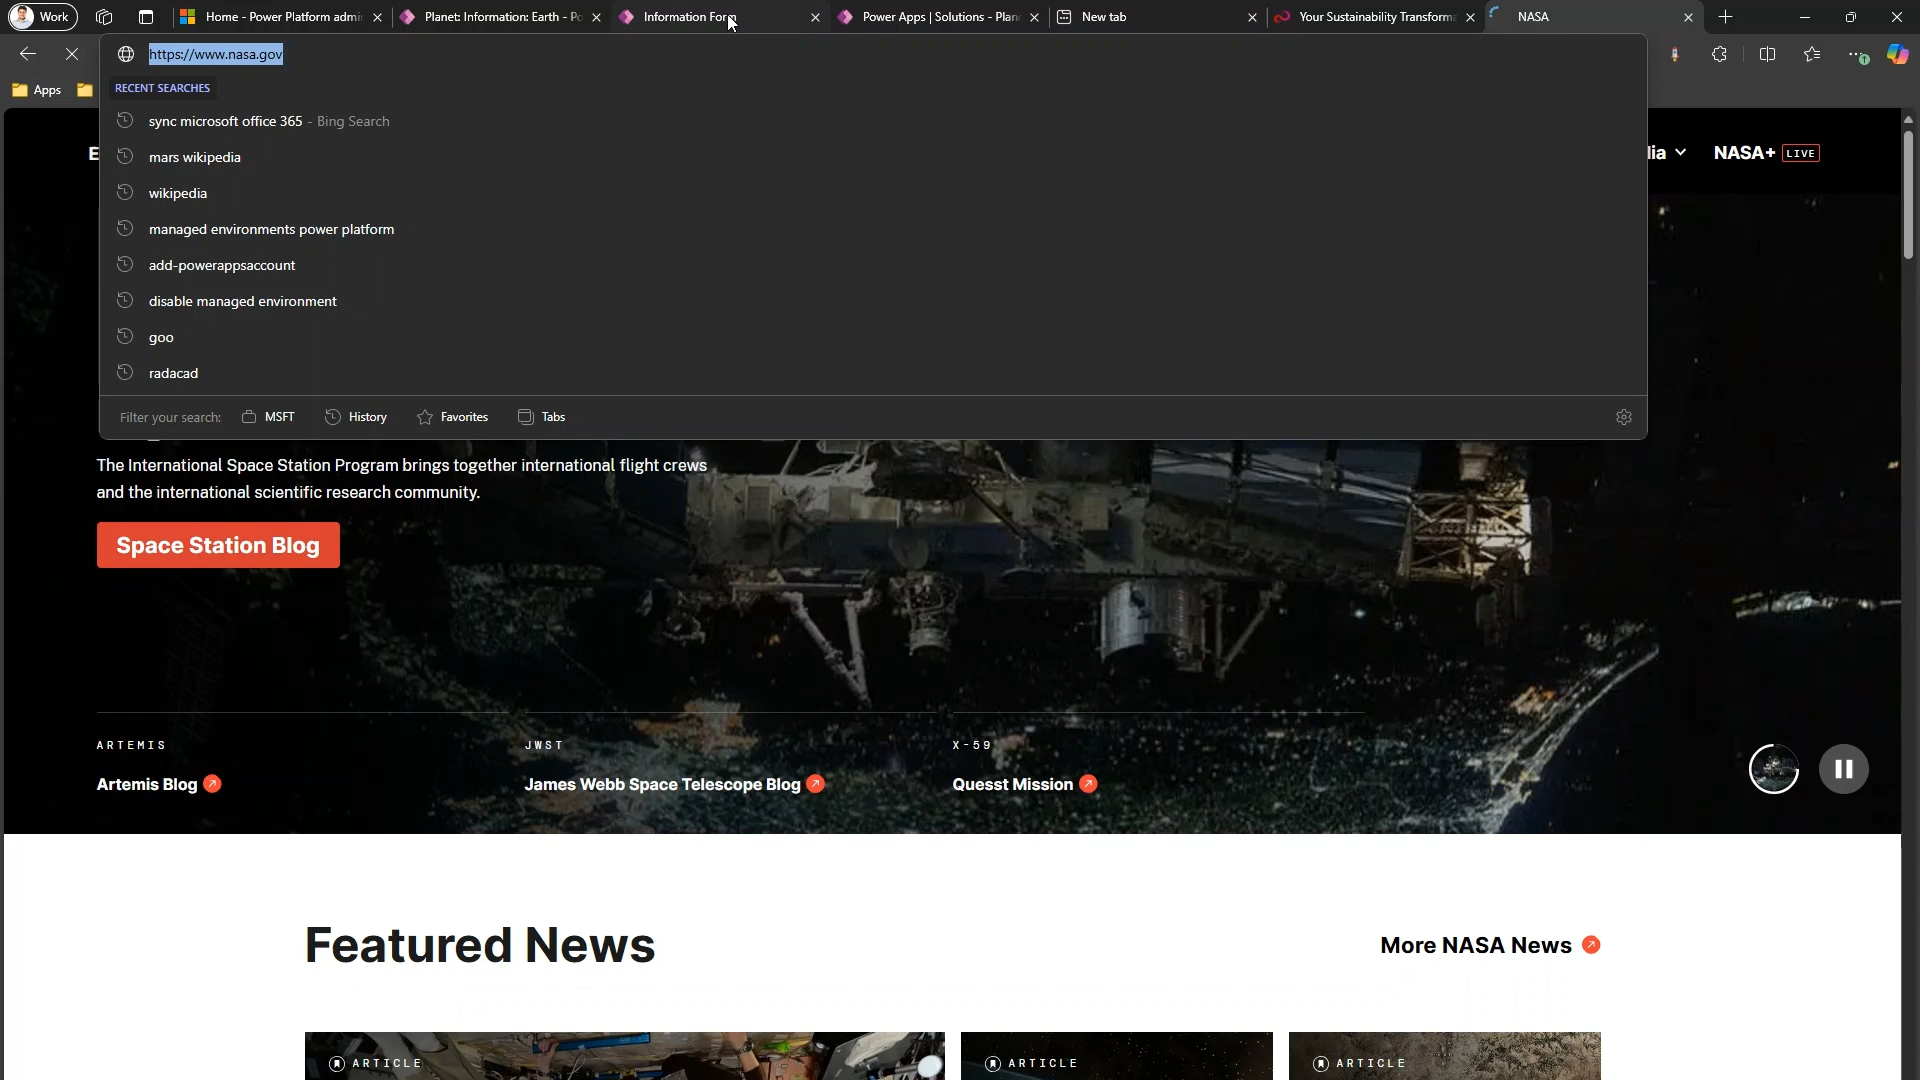 Work
Home - Power Platform admi
Planet: Information: Earth - Po
Information Form
Power Apps | Solutions - Plan
New tab
Your Sustainability Transforma
NASA
https://www.nasa.gov
Apps
RECENT SEARCHES
sync microsoft office 365 - Bing Search
mars wikipedia
wikipedia
managed environments power platform
add-powerappsaccount
disable managed environment
goo
radacad
Filter your search:
MSFT
History
Favorites
Tabs
E
dia
NASA+ LIVE
The International Space Station Program brings together international flight crews
and the international scientific research community.
Space Station Blog
ARTEMIS
JWST
X-59
Artemis Blog
James Webb Space Telescope Blog
Quesst Mission
Featured News
More NASA News
ARTICLE
ARTICLE
ARTICLE